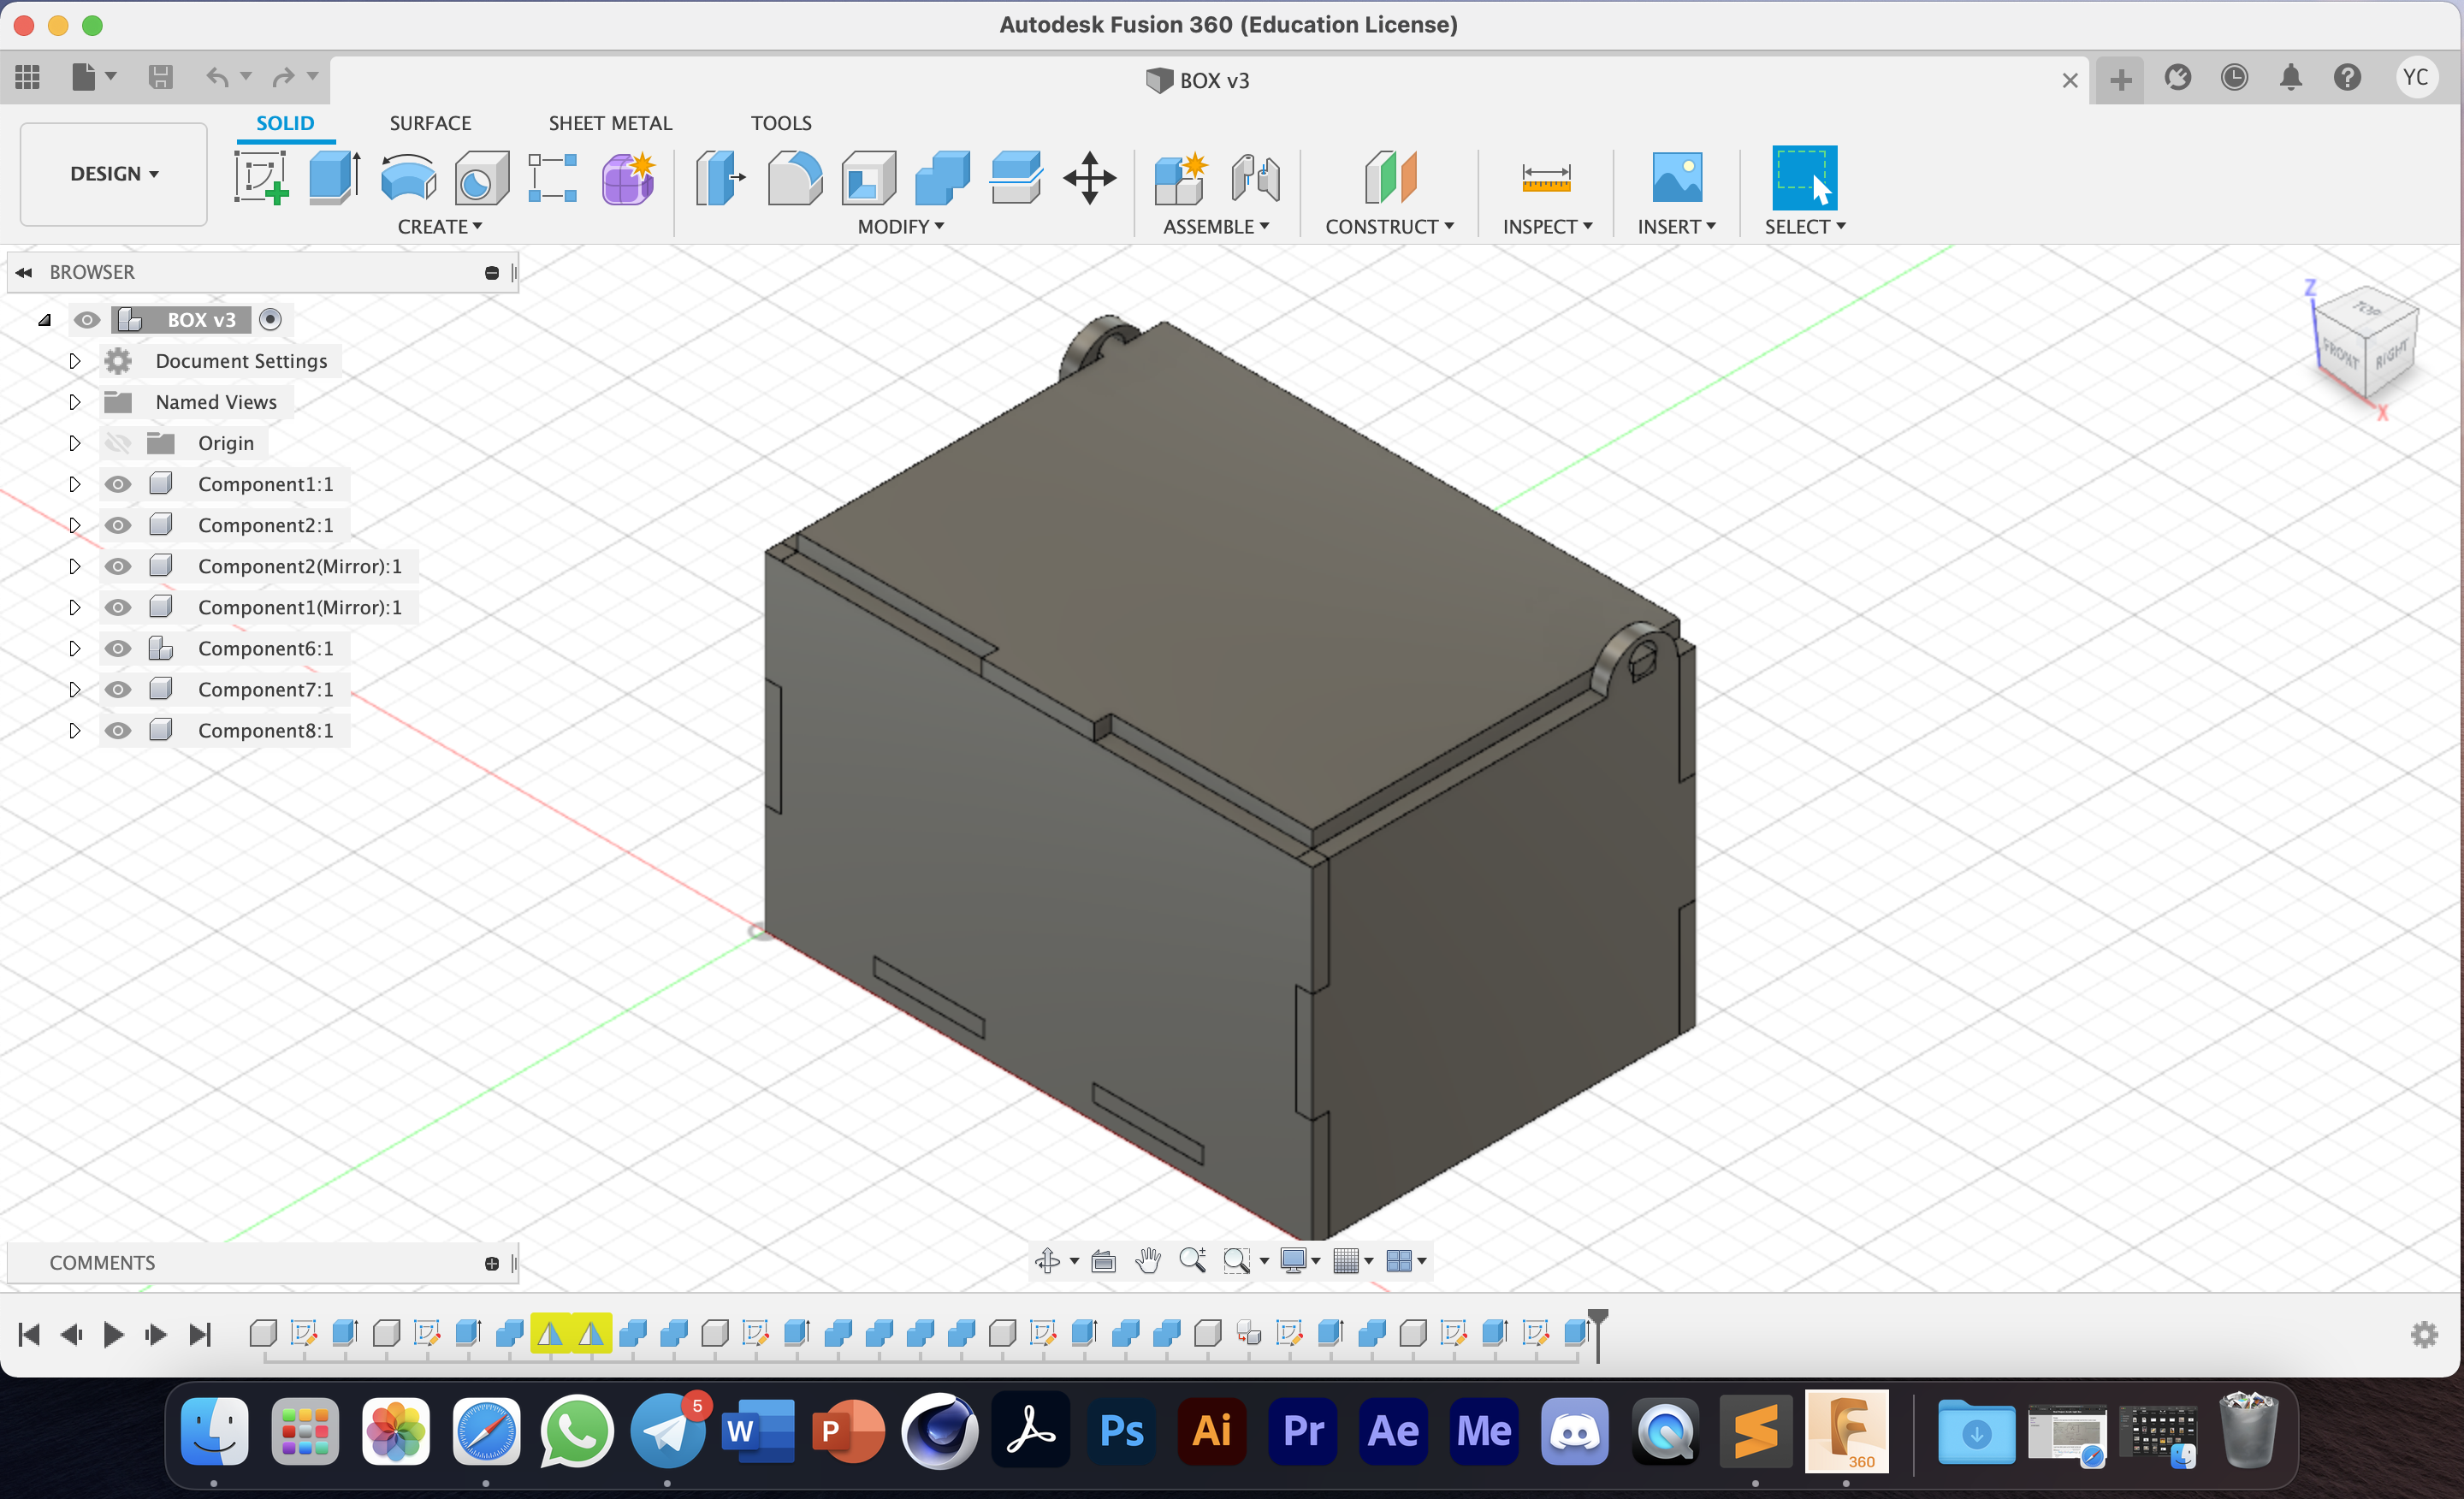 Autodesk Fusion 360 (Education License)
BOX v3
YC
SOLID
SURFACE
SHEET METAL
TOOLS
DESIGN
CREATE
MODIFY
ASSEMBLE
CONSTRUCT
INSPECT
INSERT
SELECT
BROWSER
BOX v3
Document Settings
Named Views
Origin
Component1:1
Component2:1
Component2(Mirror):1
Component1(Mirror):1
Component6:1
Component7:1
Component8:1
Z
TOP
FRONT
RIGHT
X
COMMENTS
5
W
P
Ps
Ai
Pr
Ae
Me
F
360